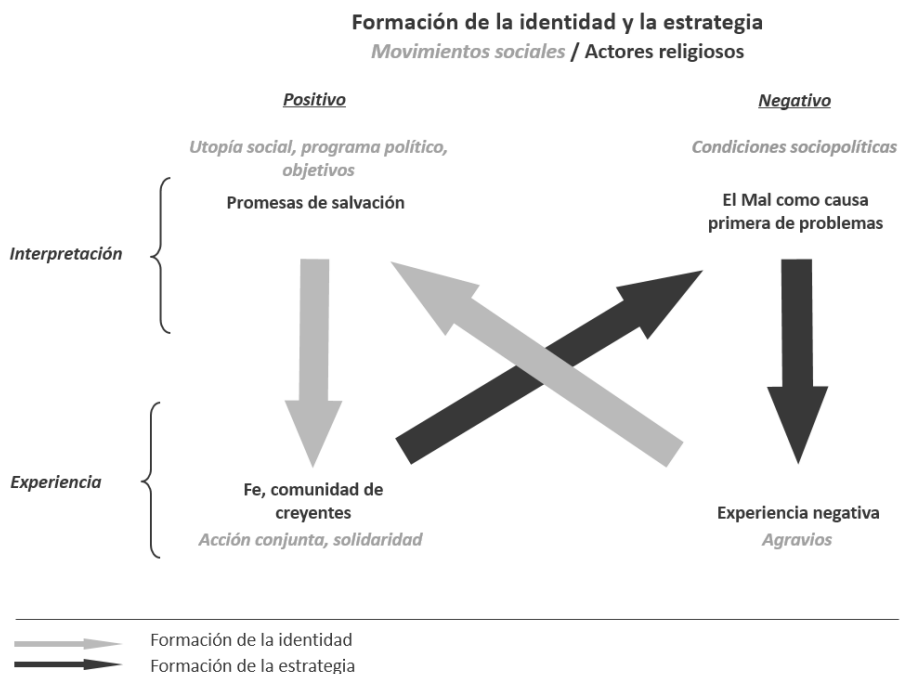 Formación de la identidad y la estrategia
Movimientos sociales / Actores religiosos
Positivo
Negativo
Utopía social, programa político,
objetivos
Condiciones sociopolíticas
Promesas de salvación
El Mal como causa
primera de problemas
Interpretación
Experiencia
Fe, comunidad de
creyentes
Acción conjunta, solidaridad
Experiencia negativa
Agravios
Formación de la identidad
Formación de la estrategia